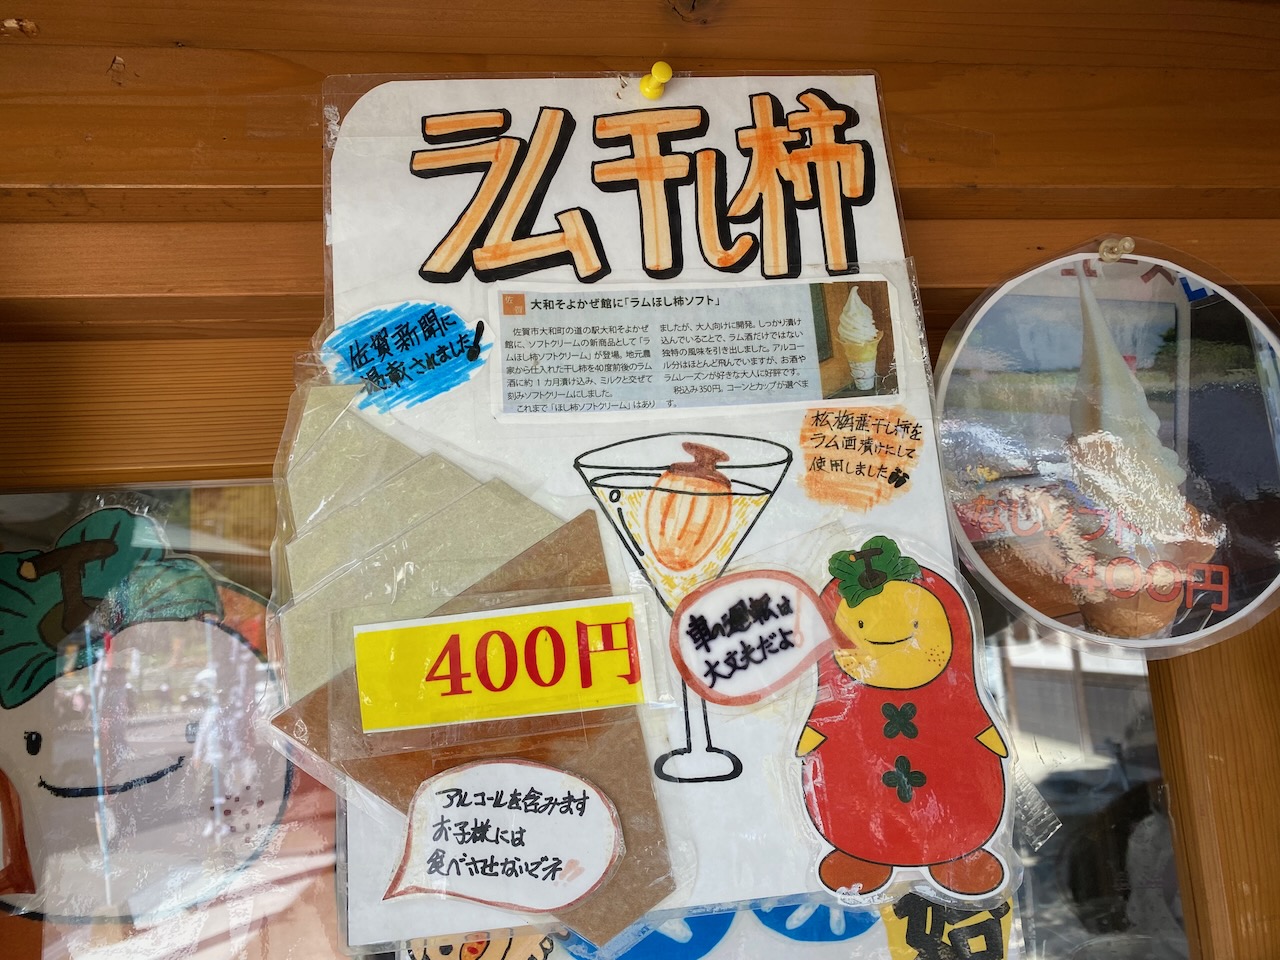 ラム干し柿
佐賀新聞に
掲載されました!
佐賀
大和そよかぜ館に「ラムほし柿ソフト」
佐賀市大和町の道の駅大和そよかぜ
館に、ソフトクリームの新商品として「ラ
ムほし柿ソフトクリーム」が登場。地元農
家から仕入れた干し柿を40度前後のラム
酒に約1カ月漬け込み、ミルクと交ぜて
刻みソフトクリームにしました。
これまで「ほし柿ソフトクリーム」はあり
ましたが、大人向けに開発。しっかり漬け
込んでいることで、ラム酒だけではない
独特の風味を引き出しました。アルコー
ル分はほとんど飛んでいますが、お酒や
ラムレーズンが好きな大人に好評です。
税込み350円。コーンとカップが選べま
す。
松梅産干し柿を
ラム酒漬けにして
使用しました!!
車の運転は
大丈夫だよ
400円
アルコールを含みます
お子様には
食べさせないでネ!!
ソフト
400円
始